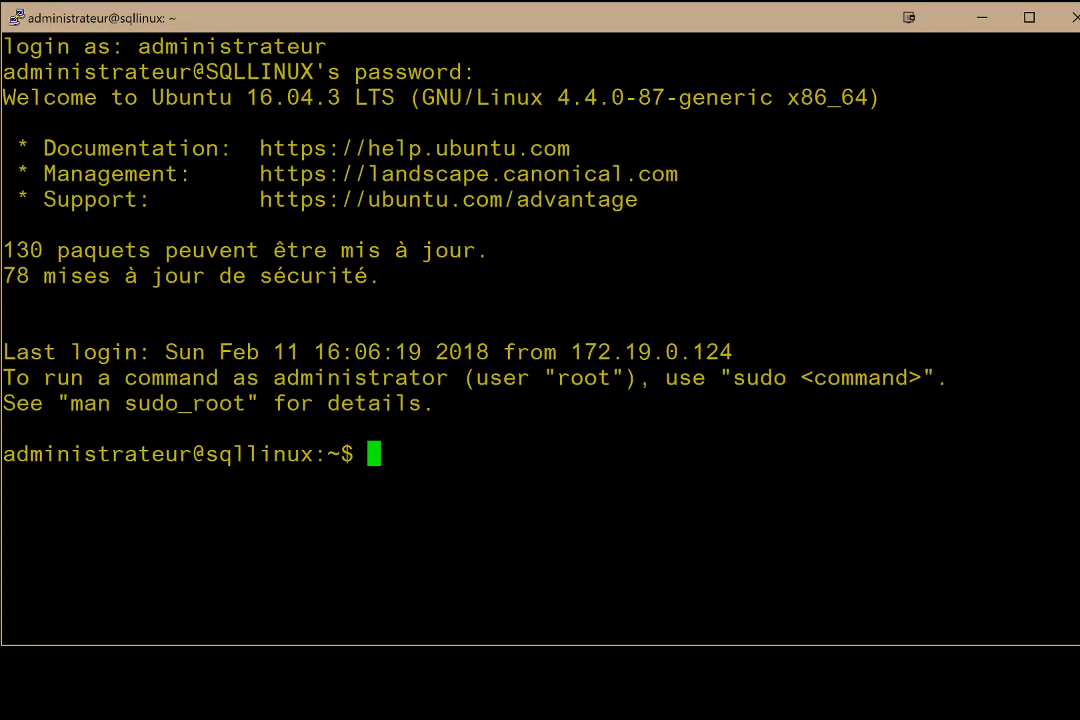 administrateur@sqllinux: ~
login as: administrateur
administrateur@SQLLINUX's password:
Welcome to Ubuntu 16.04.3 LTS (GNU/Linux 4.4.0-87-generic x86_64)
* Documentation: https://help.ubuntu.com
* Management: https://landscape.canonical.com
* Support: https://ubuntu.com/advantage
130 paquets peuvent être mis à jour.
78 mises à jour de sécurité.
Last login: Sun Feb 11 16:06:19 2018 from 172.19.0.124
To run a command as administrator (user "root"), use "sudo <command>".
See "man sudo_root" for details.
administrateur@sqllinux:~$